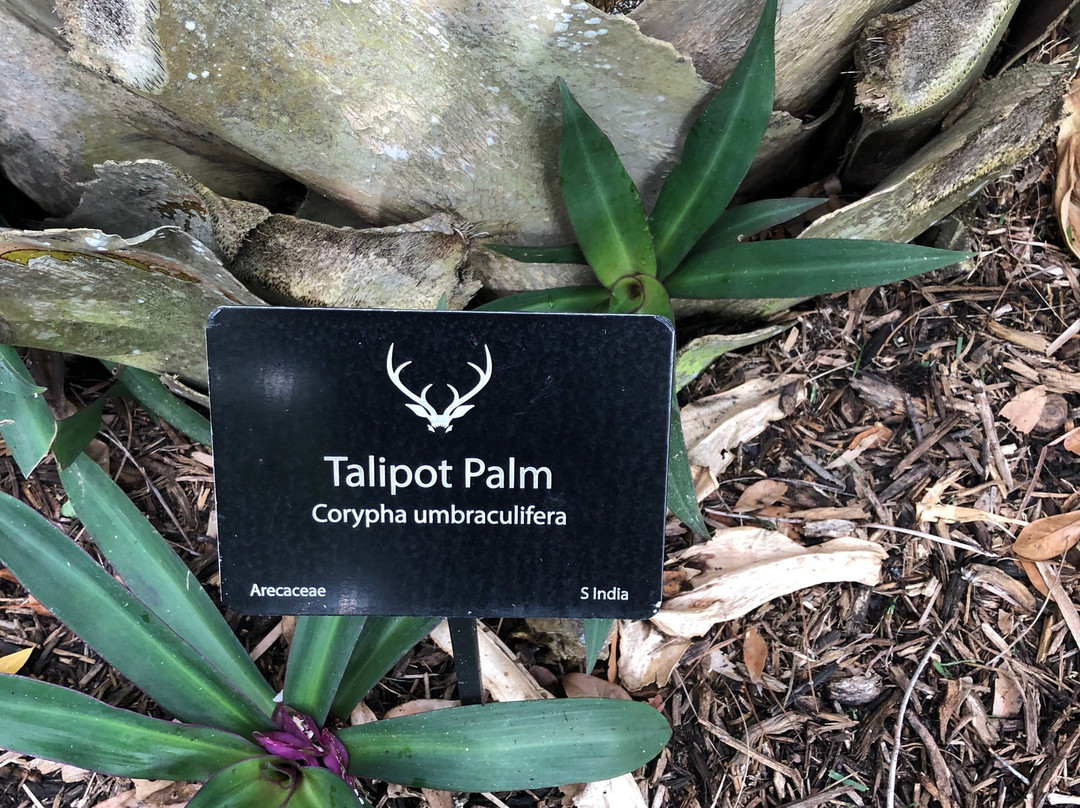 Talipot Palm
Corypha umbraculifera
Arecaceae
S India